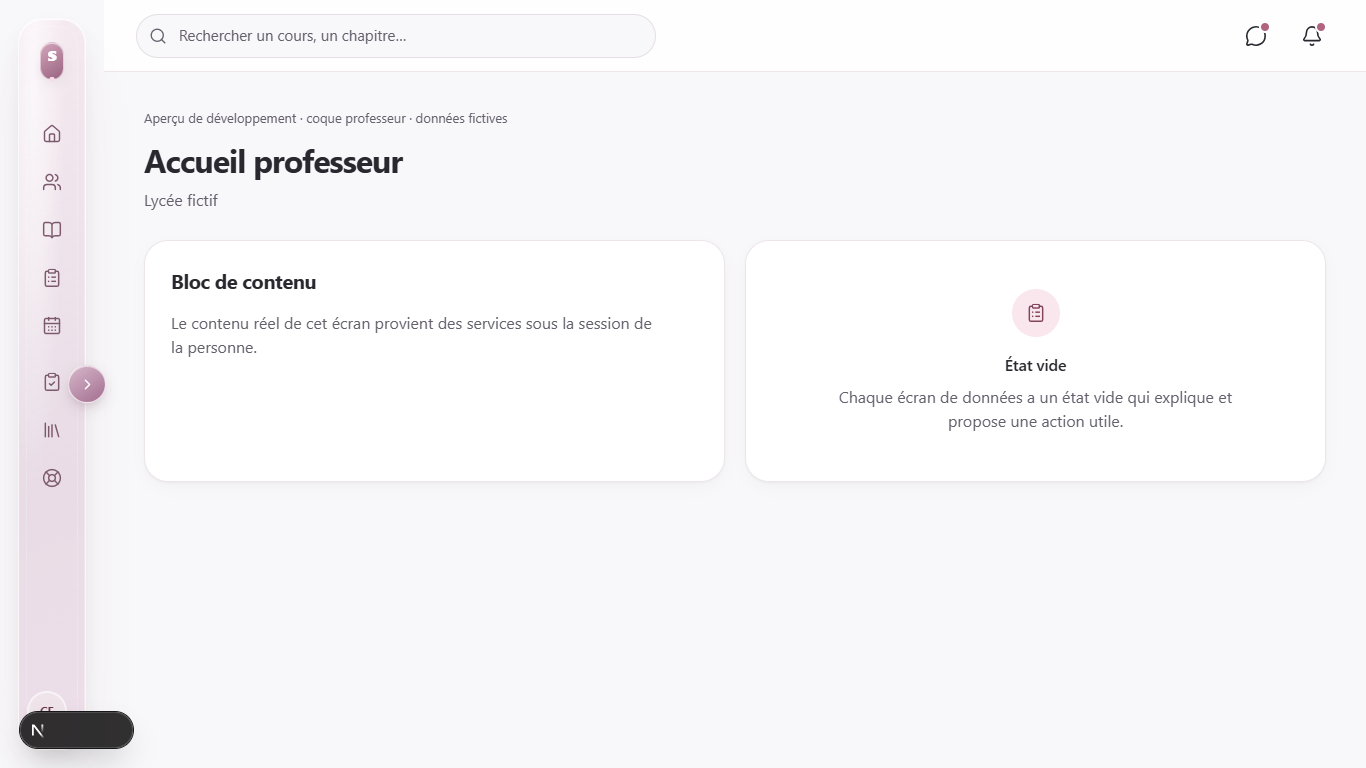 S
Rechercher un cours, un chapitre...
Aperçu de développement · coque professeur · données fictives
Accueil professeur
Lycée fictif
Bloc de contenu
Le contenu réel de cet écran provient des services sous la session de
la personne.
État vide
Chaque écran de données a un état vide qui explique et
propose une action utile.
N